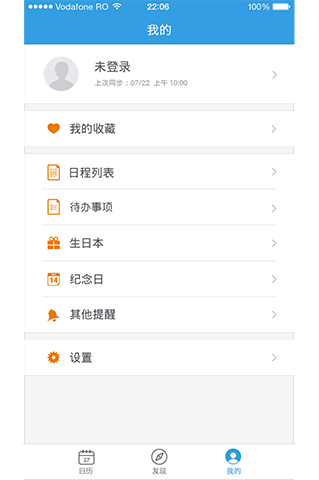 Vodafone RO 22:06 100%
我的
未登录
上次同步：07/22 上午 10:00
我的收藏
日程列表
待办事项
生日本
14 纪念日
其他提醒
设置
27
日历 发现 我的